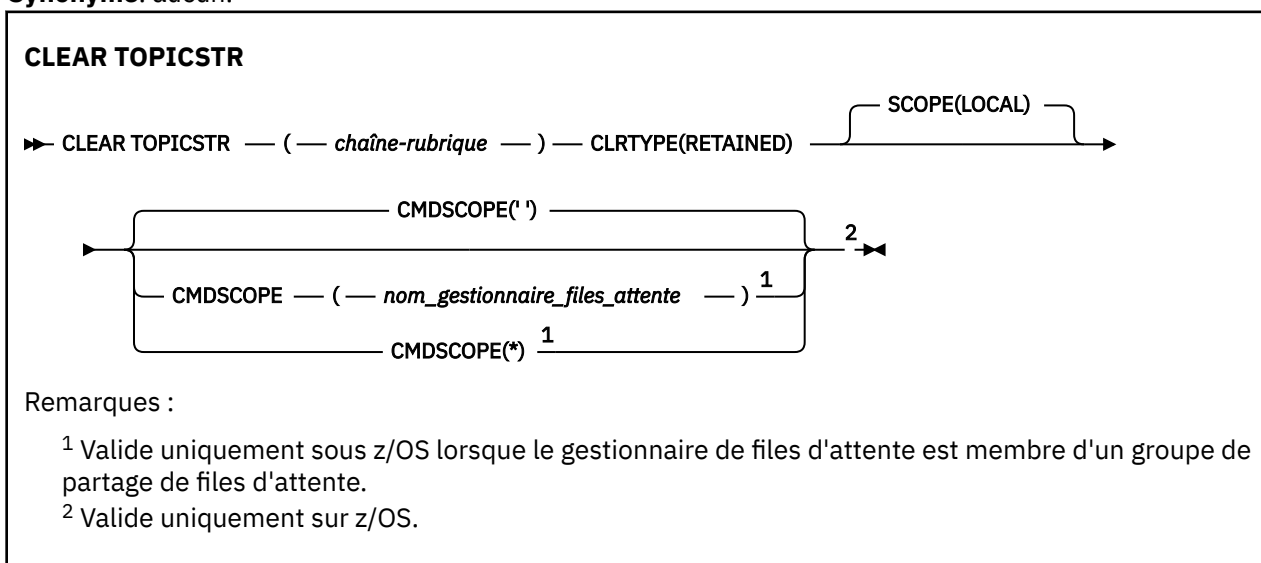 Synonyme: aucun.
CLEAR TOPICSTR
SCOPE(LOCAL)
CLEAR TOPICSTR ( chaîne-rubrique ) CLRTYPE(RETAINED)
CMDSCOPE(' ')
2
CMDSCOPE ( nom_gestionnaire_files_attente ) 1
CMDSCOPE(*) 1
Remarques :
1 Valide uniquement sous z/OS lorsque le gestionnaire de files d'attente est membre d'un groupe de
partage de files d'attente.
2 Valide uniquement sur z/OS.